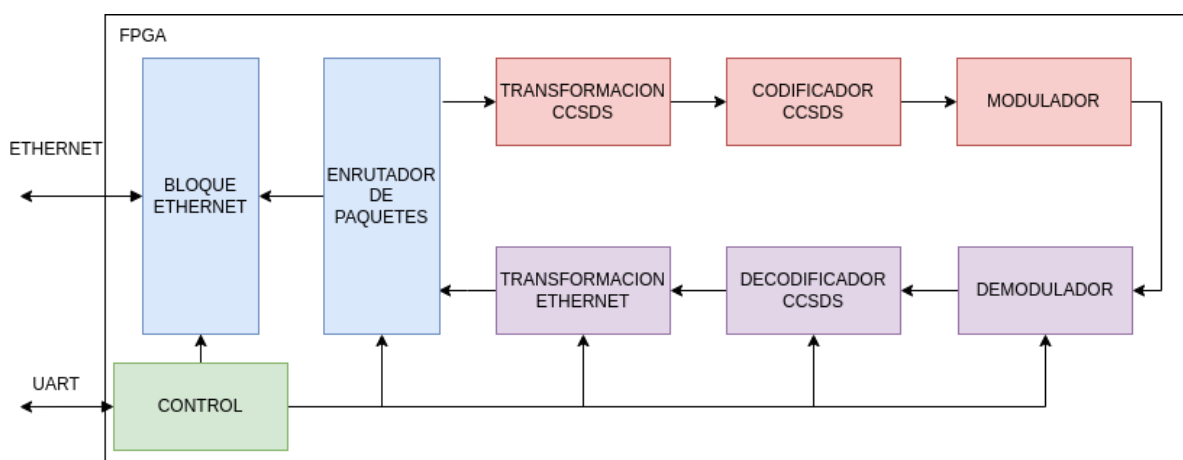 FPGA
ETHERNET
BLOQUE
ETHERNET
ENRUTADOR
DE
PAQUETES
TRANSFORMACION
CCSDS
CODIFICADOR
CCSDS
MODULADOR
TRANSFORMACION
ETHERNET
DECODIFICADOR
CCSDS
DEMODULADOR
UART
CONTROL